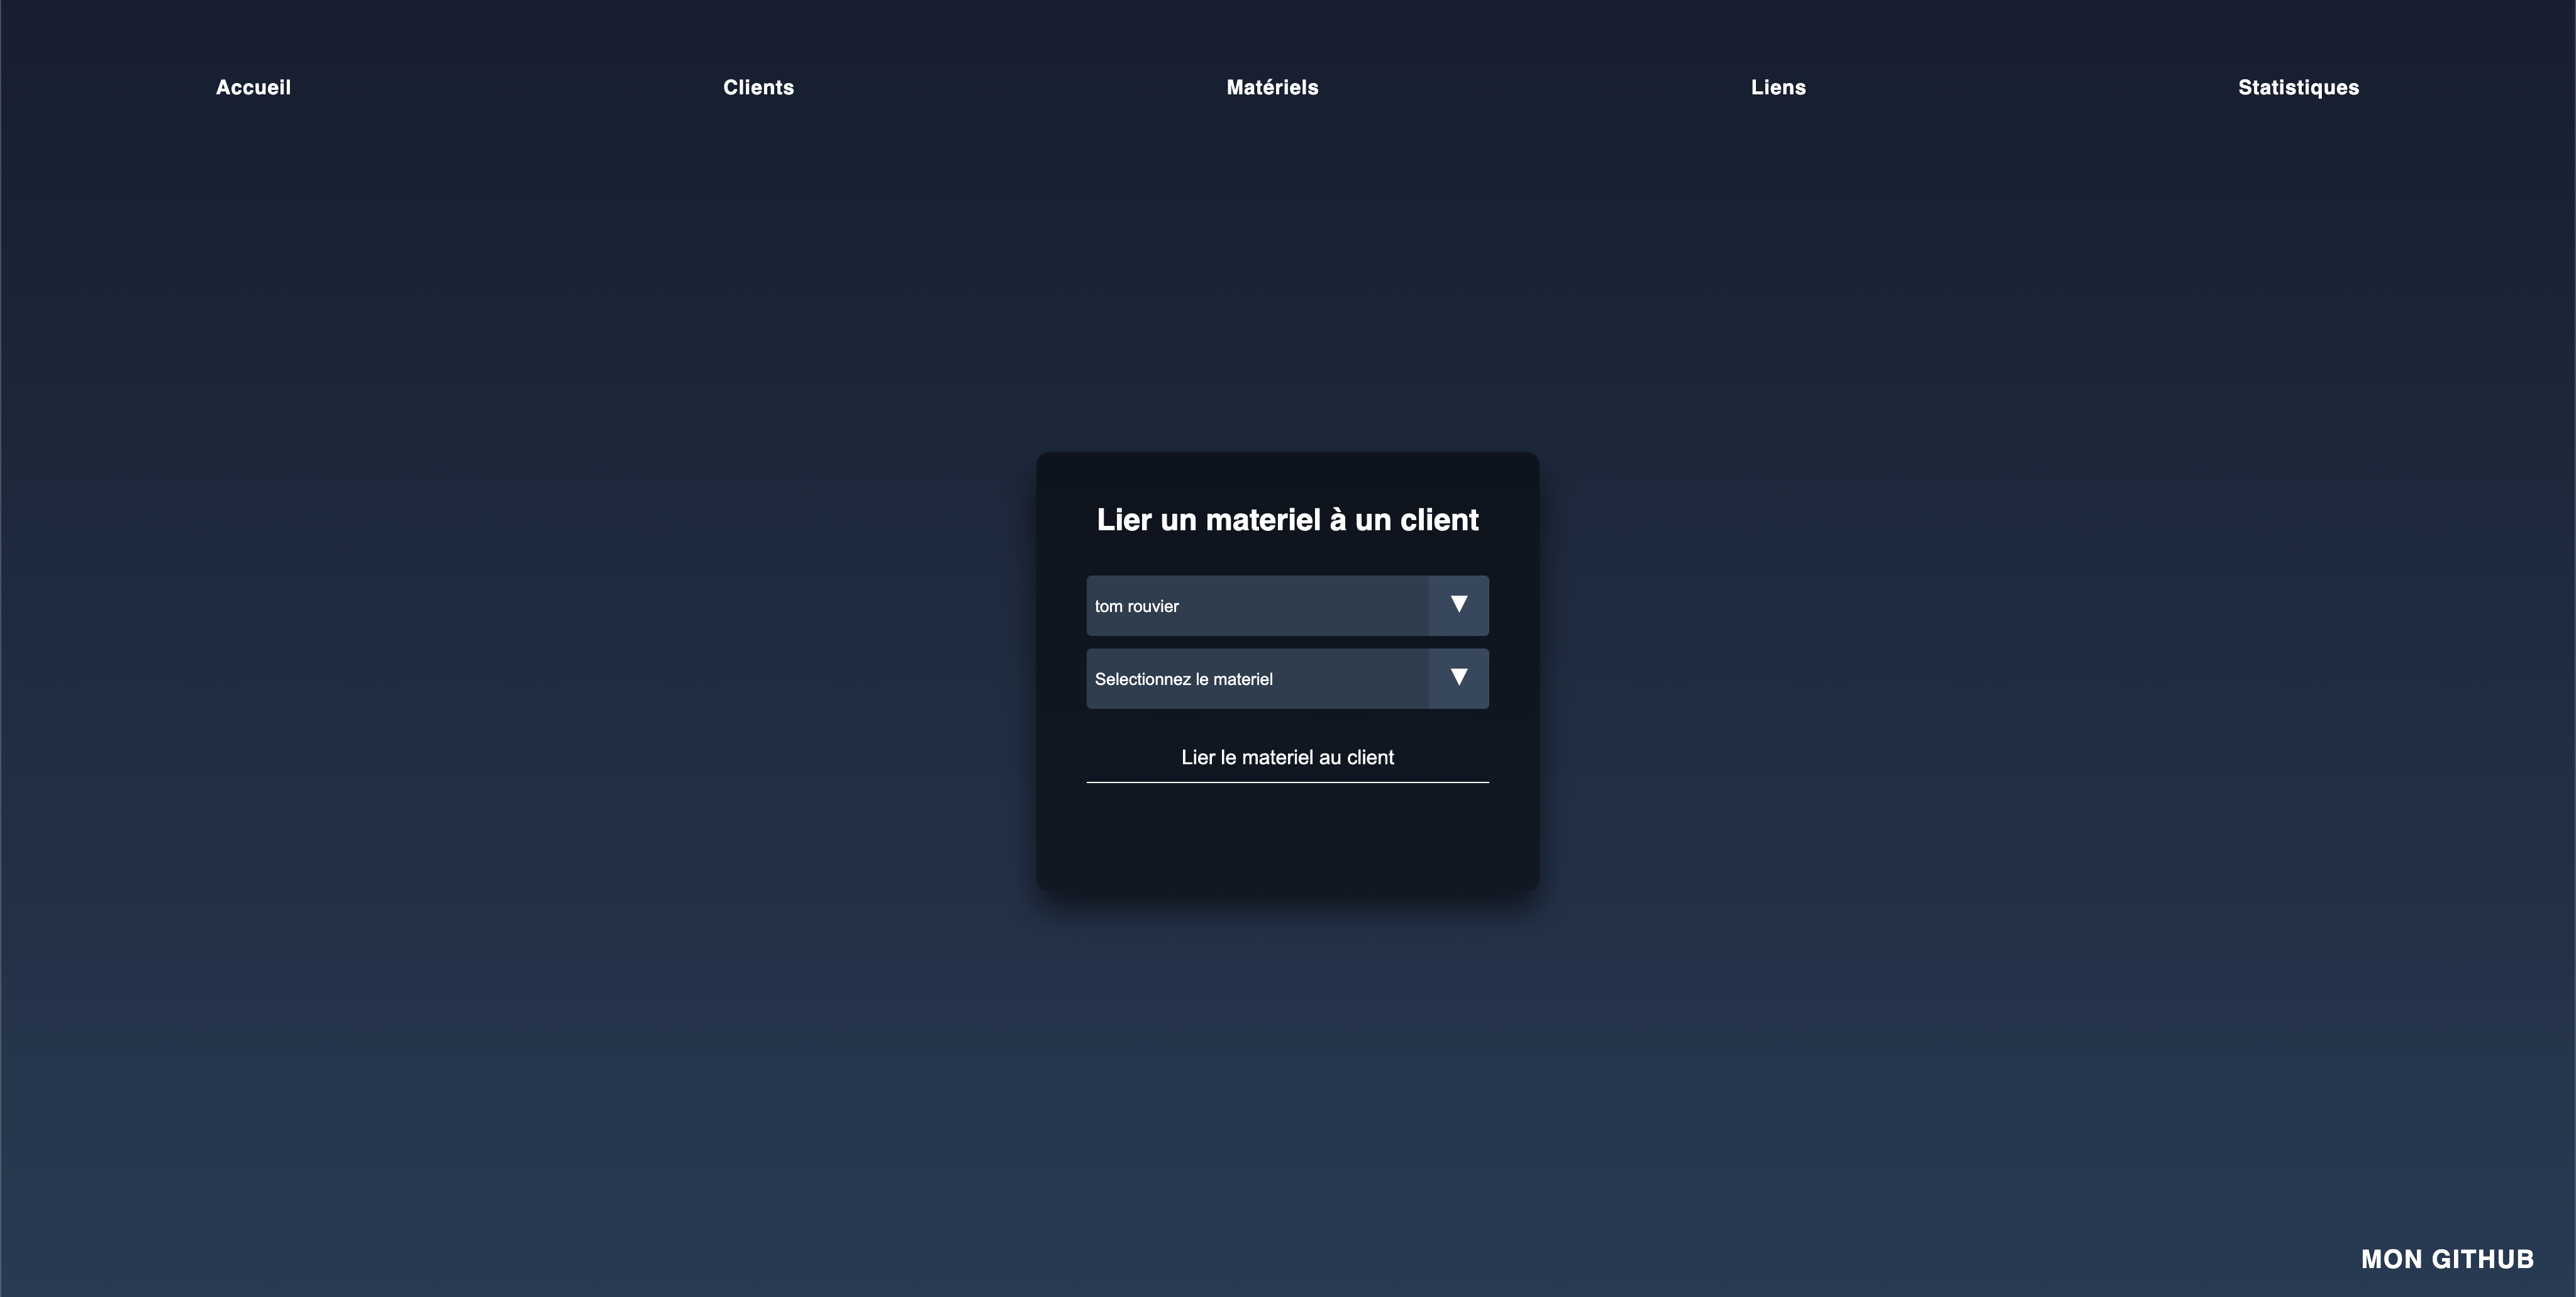 Accueil Clients Matériels Liens Statistiques
Lier un materiel à un client
tom rouvier
Selectionnez le materiel
Lier le materiel au client
MON GITHUB